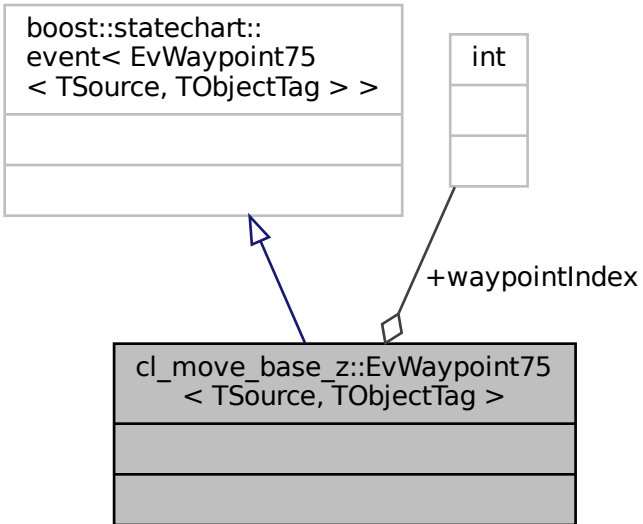 boost::statechart::
event< EvWaypoint75
< TSource, TObjectTag > >
int
+waypointIndex
cl_move_base_z::EvWaypoint75
< TSource, TObjectTag >